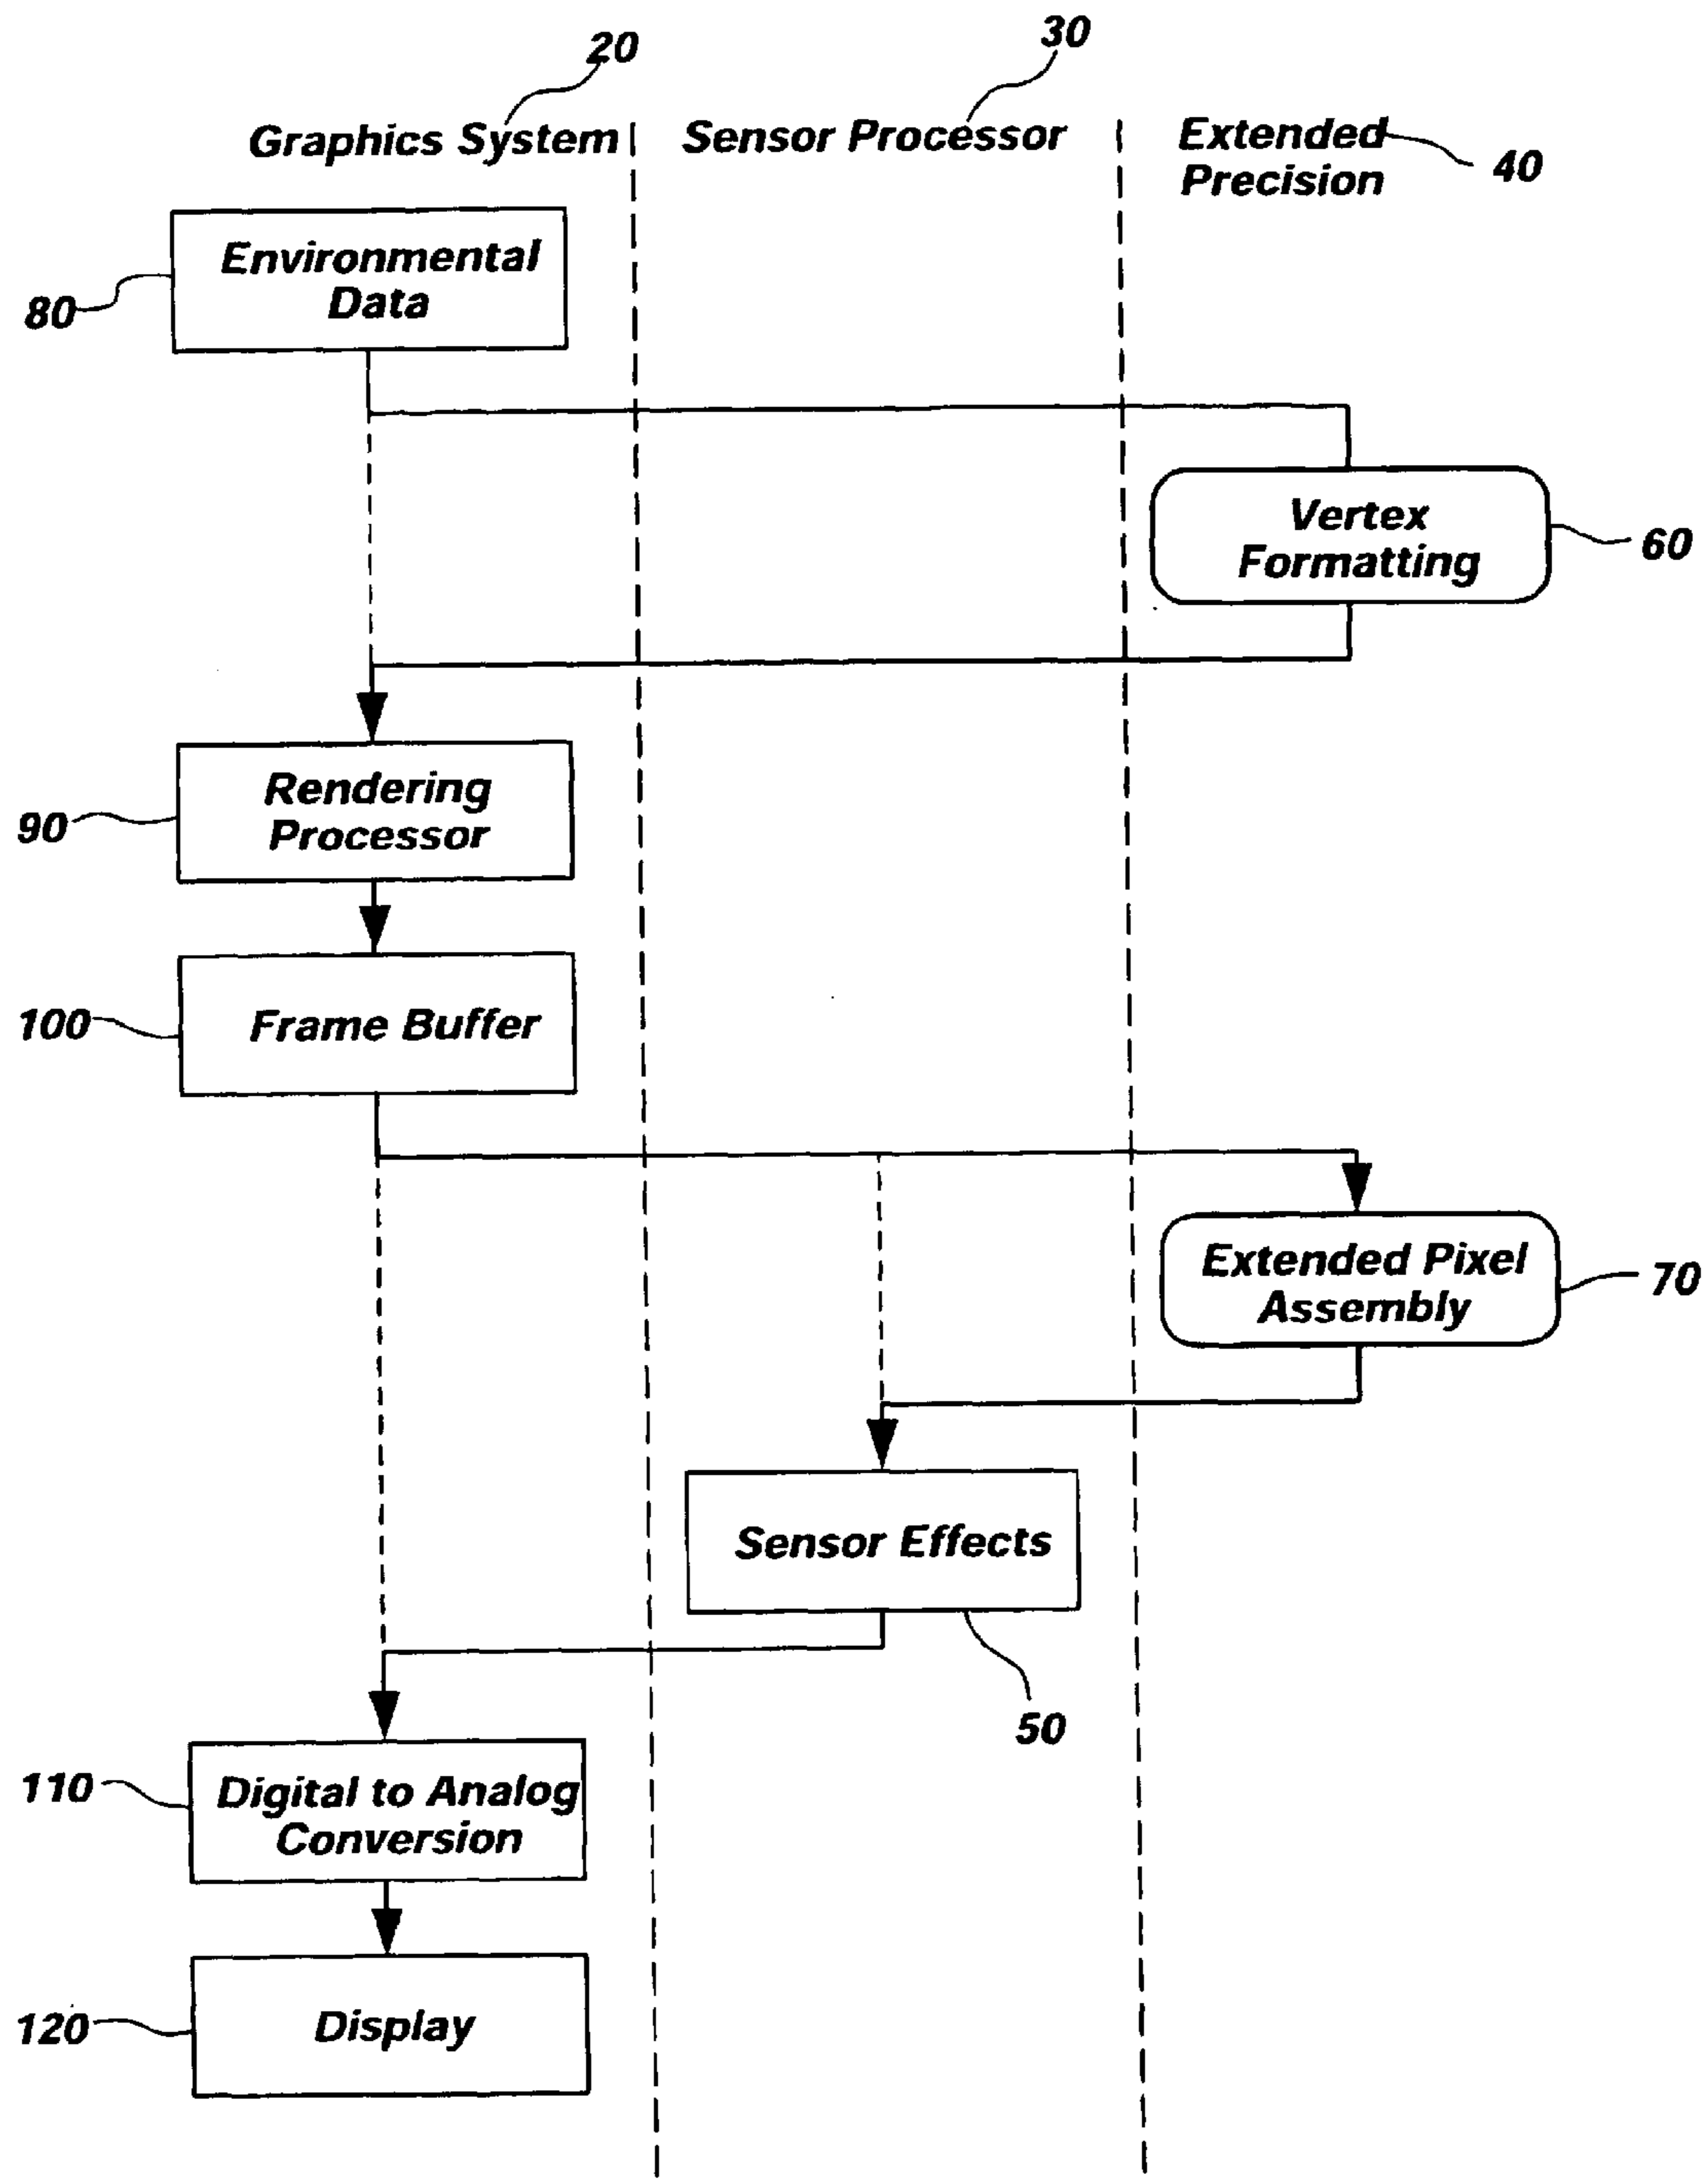 20
30
Graphics System
Sensor Processor
Extended
Precision
40
Environmental
Data
80
Vertex
Formatting
60
Rendering
Processor
90
Frame Buffer
100
Extended Pixel
Assembly
70
Sensor Effects
50
Digital to Analog
Conversion
110
Display
120